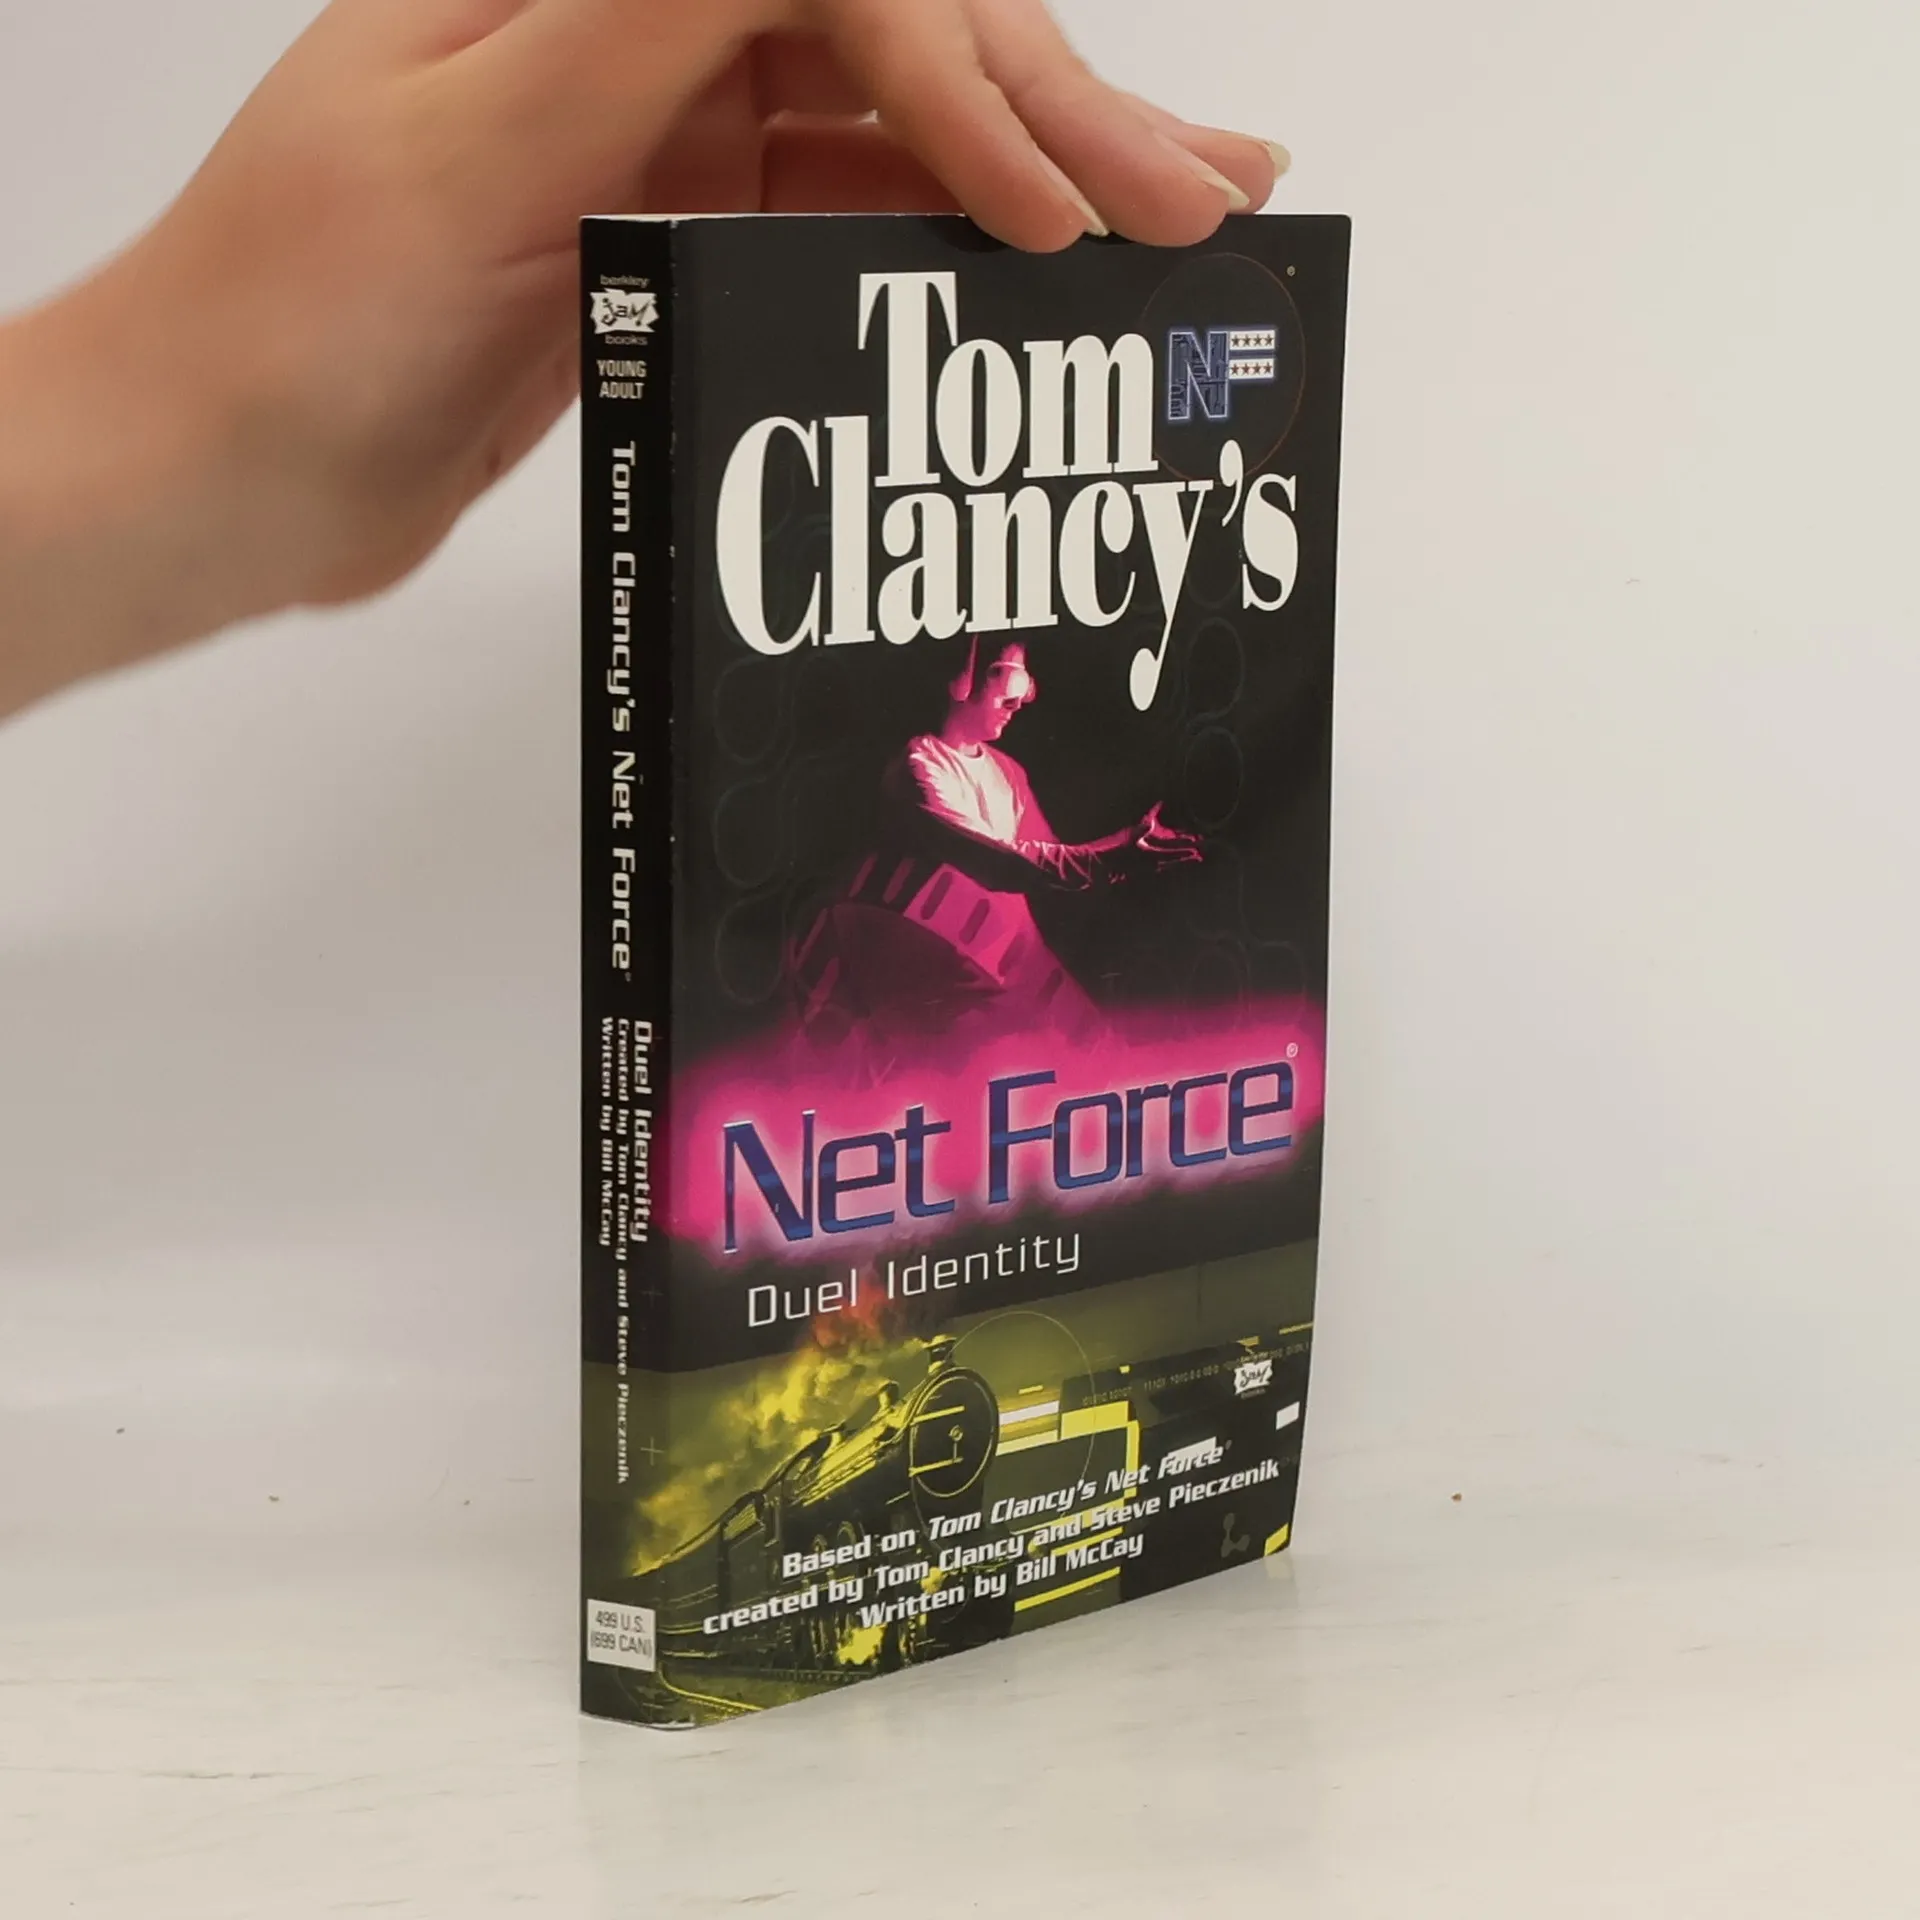 berkley
jaM
books
YOUNG
ADULT
Tom Clancy's Net Force®
Duel Identity
Created by Tom Clancy and Steve Pieczenik
Written by Bill McCay
499 U.S.
(699 CAN)
Tom
NF
Clancy's
Net Force®
Duel Identity
Based on Tom Clancy's Net Force®
created by Tom Clancy and Steve Pieczenik
Written by Bill McCay